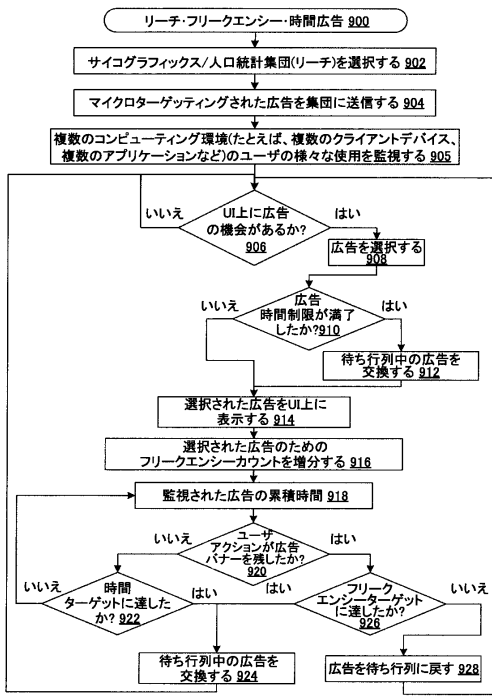 リーチ・フリークエンシー・時間広告 900
サイコグラフィックス/人口統計集団(リーチ)を選択する 902
マイクロターゲッティングされた広告を集団に送信する 904
複数のコンピューティング環境(たとえば、複数のクライアントデバイス、
複数のアプリケーションなど)のユーザの様々な使用を監視する 905
いいえ
UI上に広告
の機会があるか?
906
はい
広告を選択する
908
いいえ
広告
時間制限が満了
したか?910
はい
待ち行列中の広告を
交換する 912
選択された広告をUI上に
表示する 914
選択された広告のための
フリークエンシーカウントを増分する 916
監視された広告の累積時間 918
いいえ
ユーザ
アクションが広告
バナーを残したか?
920
はい
いいえ
時間
ターゲットに達した
か? 922
はい
はい
フリーク
エンシーターゲット
に達したか?
926
いいえ
待ち行列中の広告を
交換する 924
広告を待ち行列に戻す 928